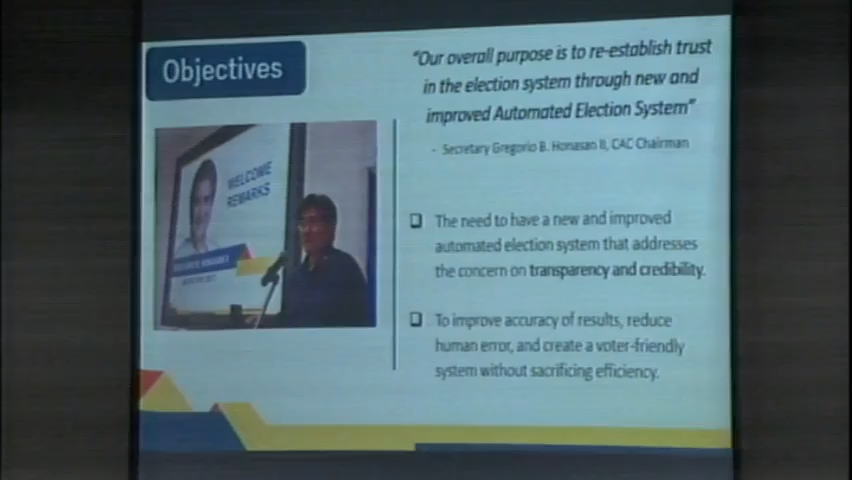 Objectives
"Our overall purpose is to re-establish trust
in the election system through new and
improved Automated Election System"
- Secretary Gregorio B. Honasan II, CAC Chairman
WELCOME
REMARKS
❑ The need to have a new and improved
automated election system that addresses
the concern on transparency and credibility.
❑ To improve accuracy of results, reduce
human error, and create a voter-friendly
system without sacrificing efficiency.